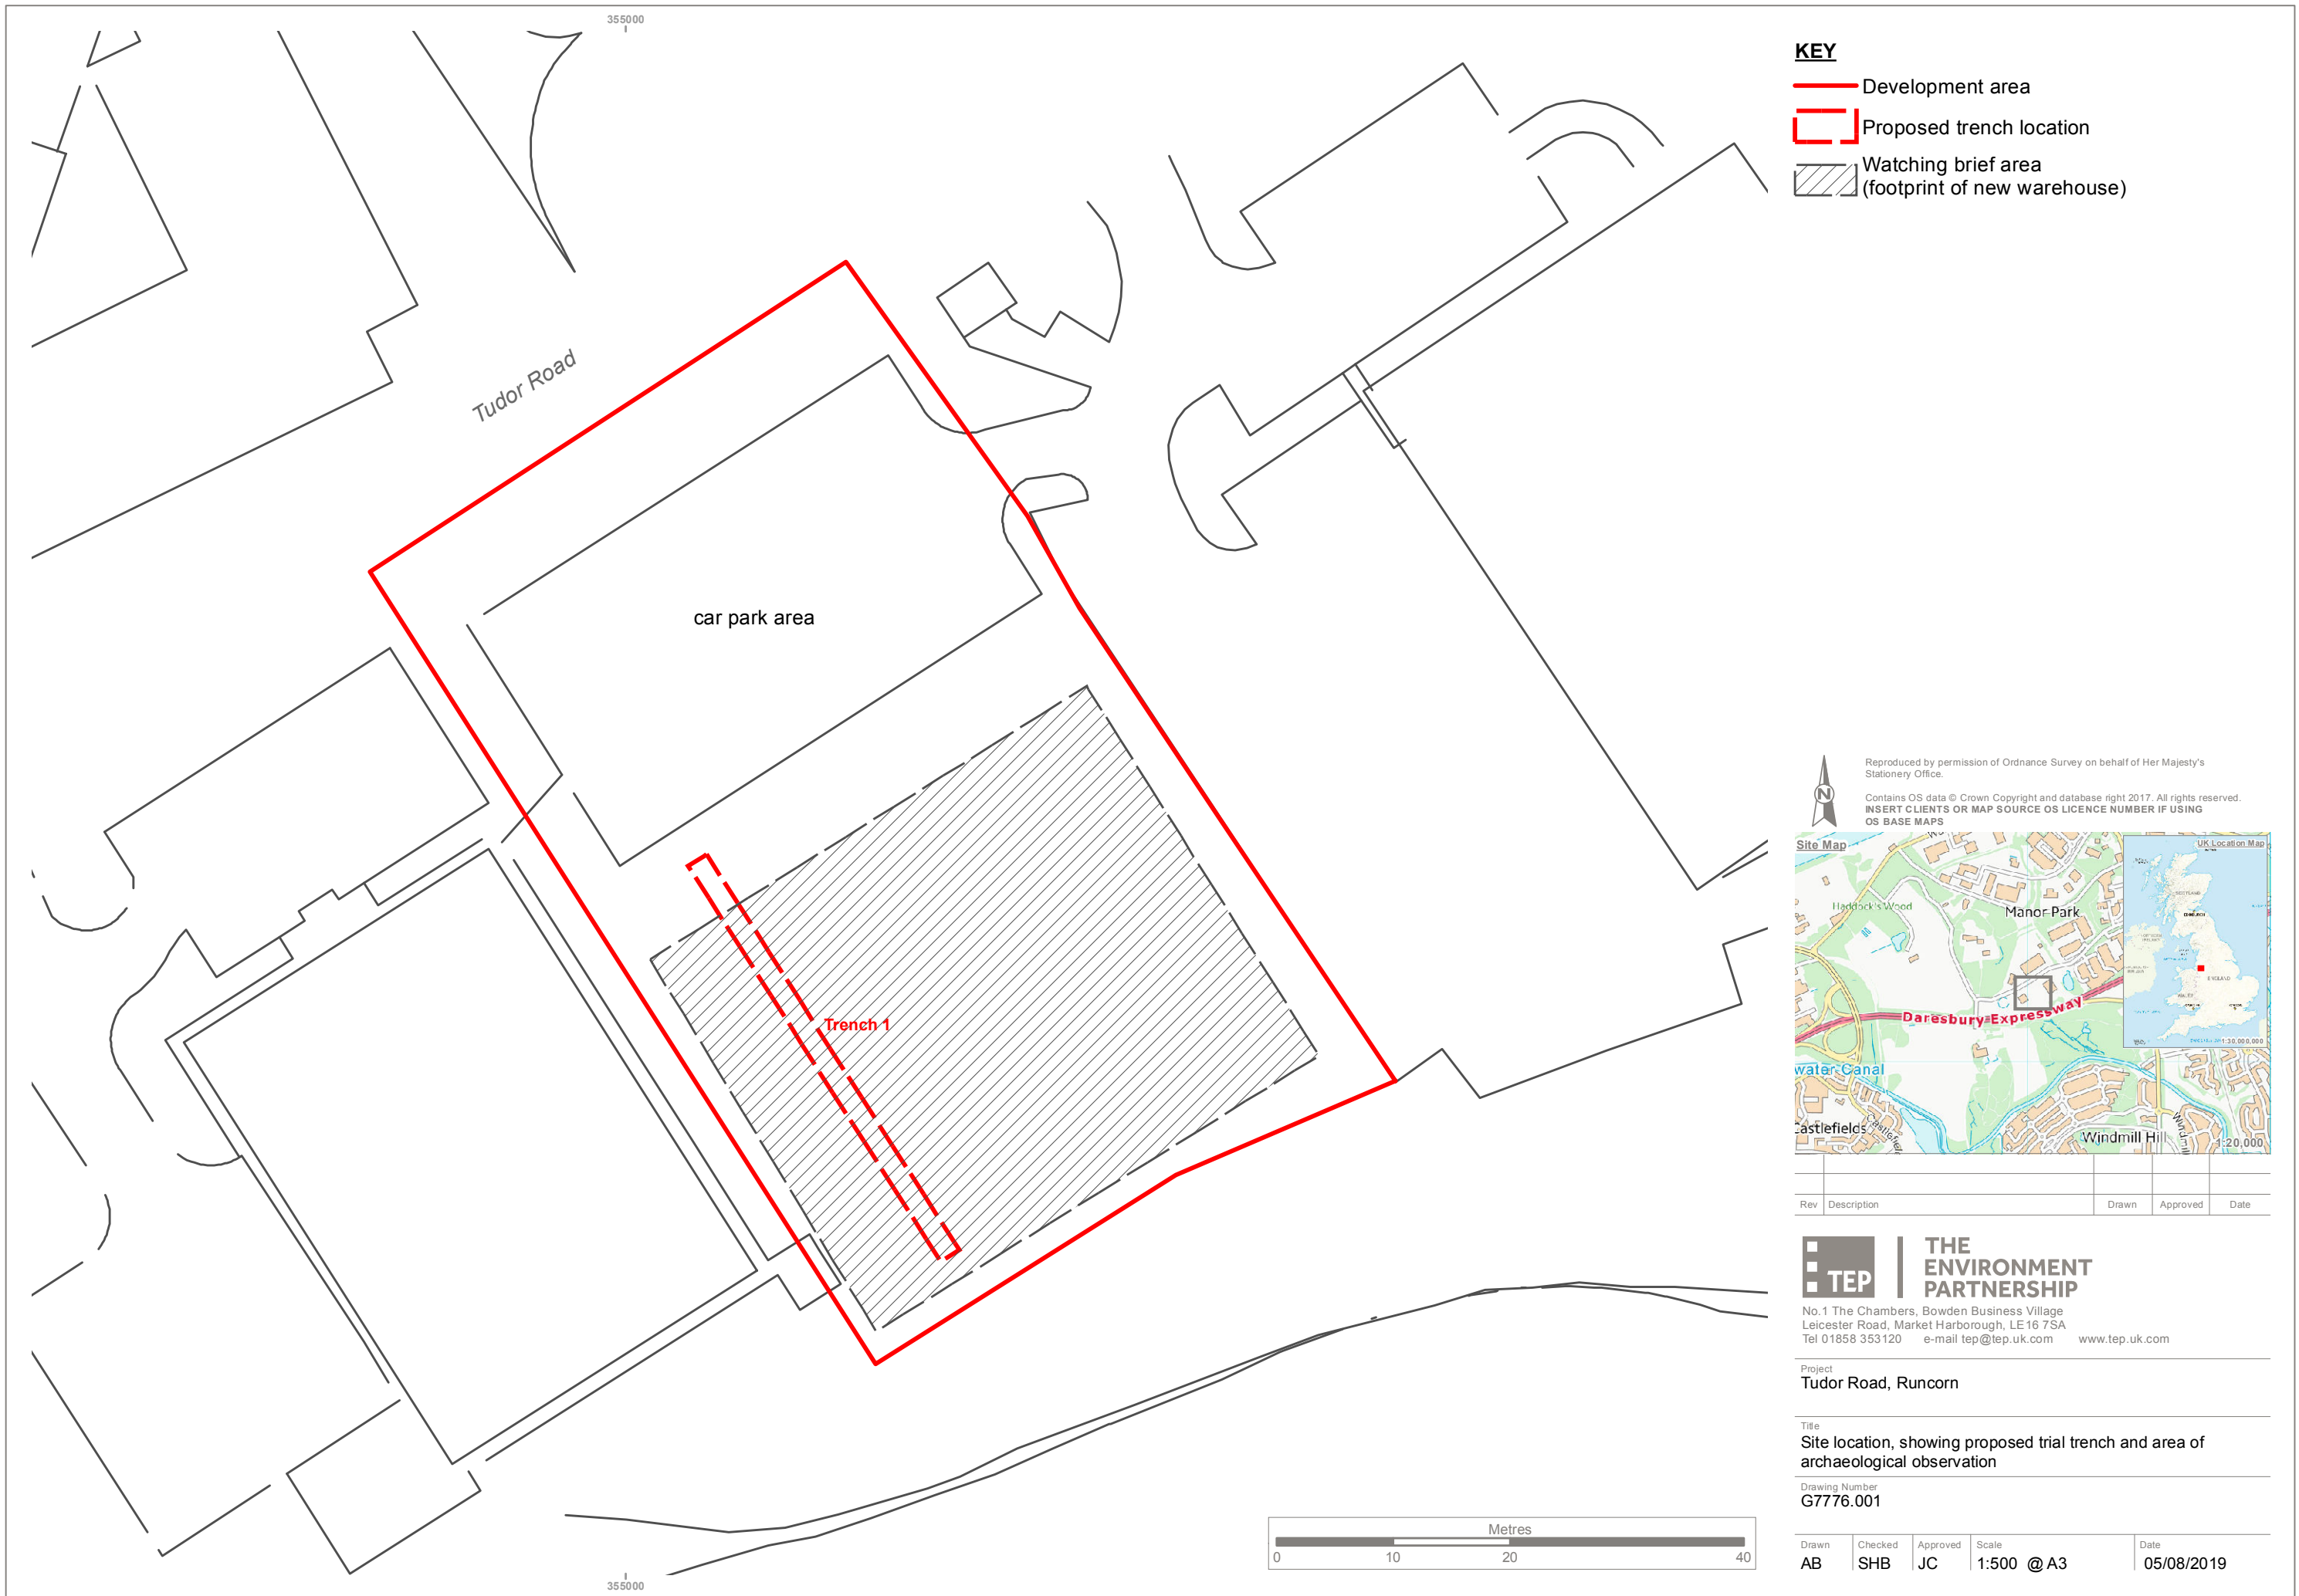 355000
KEY
Development area
Proposed trench location
Watching brief area
(footprint of new warehouse)
Tudor Road
car park area
Trench 1
355000
Metres
0 10 20 40
N
Reproduced by permission of Ordnance Survey on behalf of Her Majesty's
Stationery Office.
Contains OS data © Crown Copyright and database right 2017. All rights reserved.
INSERT CLIENTS OR MAP SOURCE OS LICENCE NUMBER IF USING
OS BASE MAPS
Site Map
UK Location Map
Haddock's Wood
Manor Park
Daresbury Expressway
water Canal
Castlefields
Windmill Hill
1:30,000,000
1:20,000
Rev Description Drawn Approved Date
TEP
THE
ENVIRONMENT
PARTNERSHIP
No.1 The Chambers, Bowden Business Village
Leicester Road, Market Harborough, LE16 7SA
Tel 01858 353120 e-mail tep@tep.uk.com www.tep.uk.com
Project
Tudor Road, Runcorn
Title
Site location, showing proposed trial trench and area of
archaeological observation
Drawing Number
G7776.001
Drawn Checked Approved Scale Date
AB SHB JC 1:500 @ A3 05/08/2019